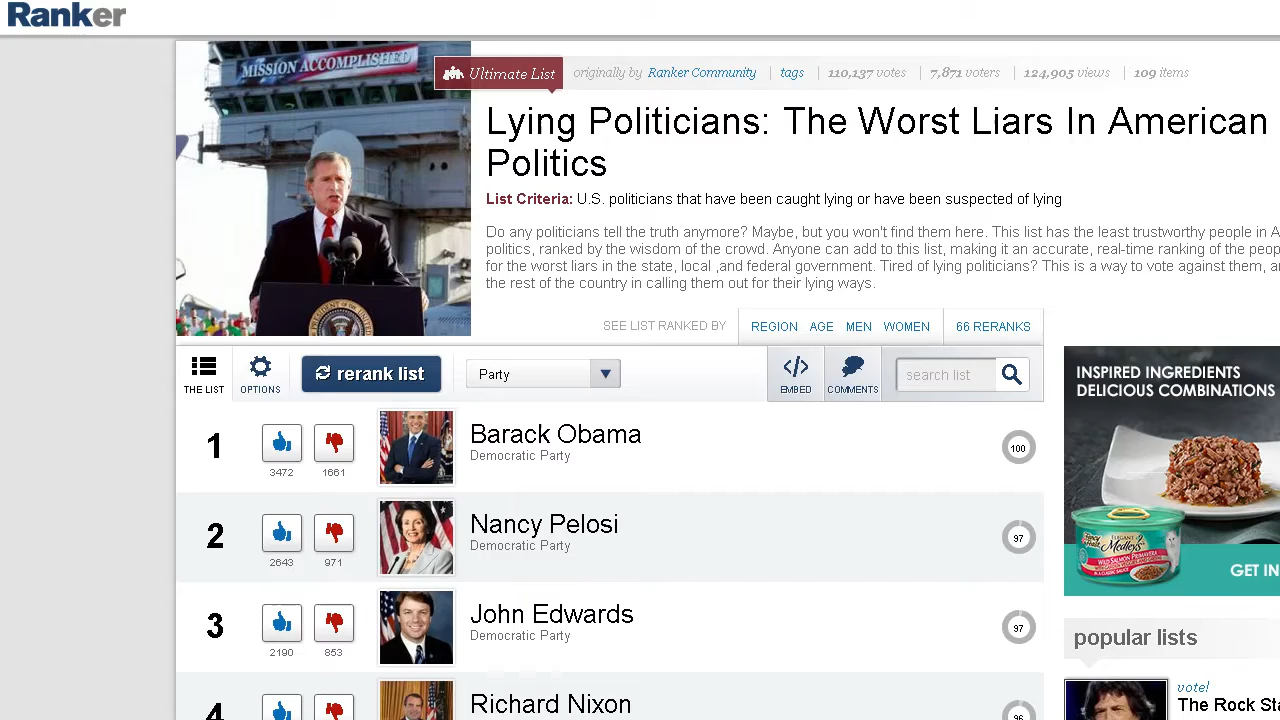 Ranker
MISSION ACCOMPLISHED
Ultimate List originally by Ranker Community tags 110,137 votes 7,871 voters 124,905 views 109 items
Lying Politicians: The Worst Liars In American
Politics
List Criteria: U.S. politicians that have been caught lying or have been suspected of lying
Do any politicians tell the truth anymore? Maybe, but you won't find them here. This list has the least trustworthy people in A
politics, ranked by the wisdom of the crowd. Anyone can add to this list, making it an accurate, real-time ranking of the peop
for the worst liars in the state, local ,and federal government. Tired of lying politicians? This is a way to vote against them, a
the rest of the country in calling them out for their lying ways.
SEE LIST RANKED BY REGION AGE MEN WOMEN 66 RERANKS
THE LIST OPTIONS rerank list Party EMBED COMMENTS search list
INSPIRED INGREDIENTS
DELICIOUS COMBINATIONS
1 3472 1661 Barack Obama 100
Democratic Party
2 2643 971 Nancy Pelosi 97
Democratic Party
Fancy Feast
ELEGANT
Medleys
WILD SALMON PRIMAVERA
GET IN
3 2190 853 John Edwards 97
Democratic Party
popular lists
4 Richard Nixon 96
vote!
The Rock Sta